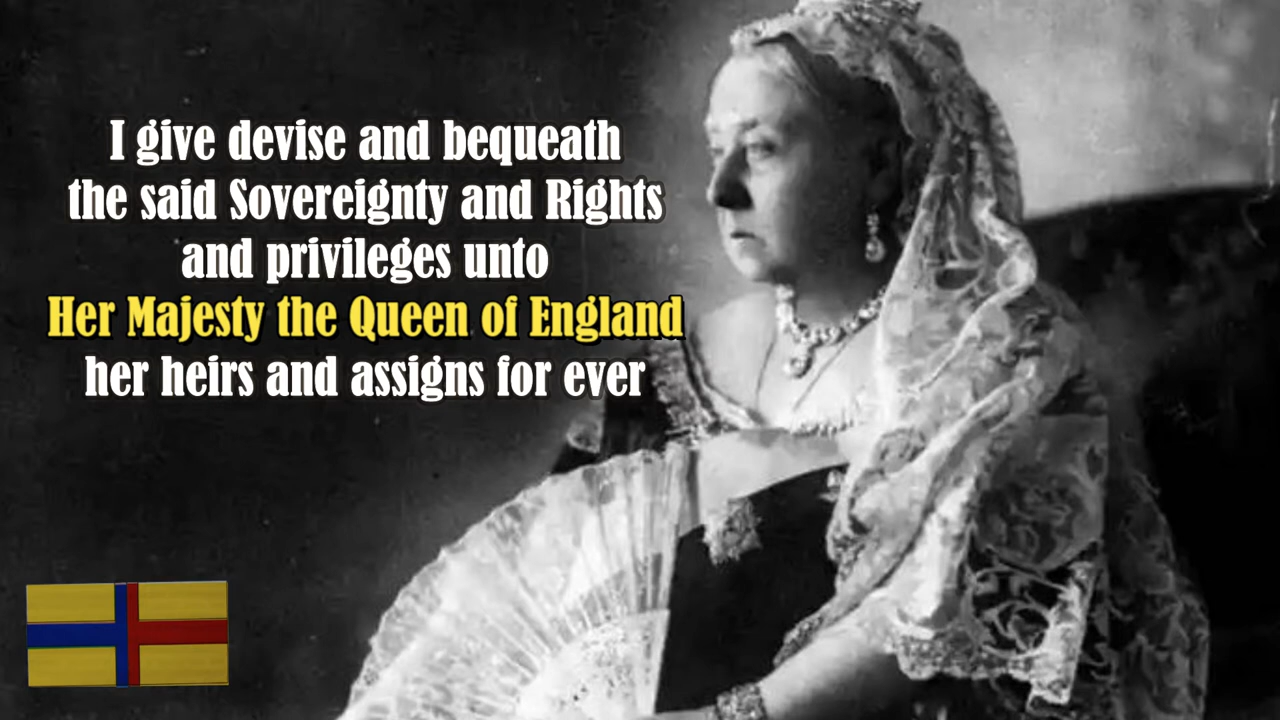 I give devise and bequeath
the said Sovereignty and Rights
and privileges unto
Her Majesty the Queen of England
her heirs and assigns for ever